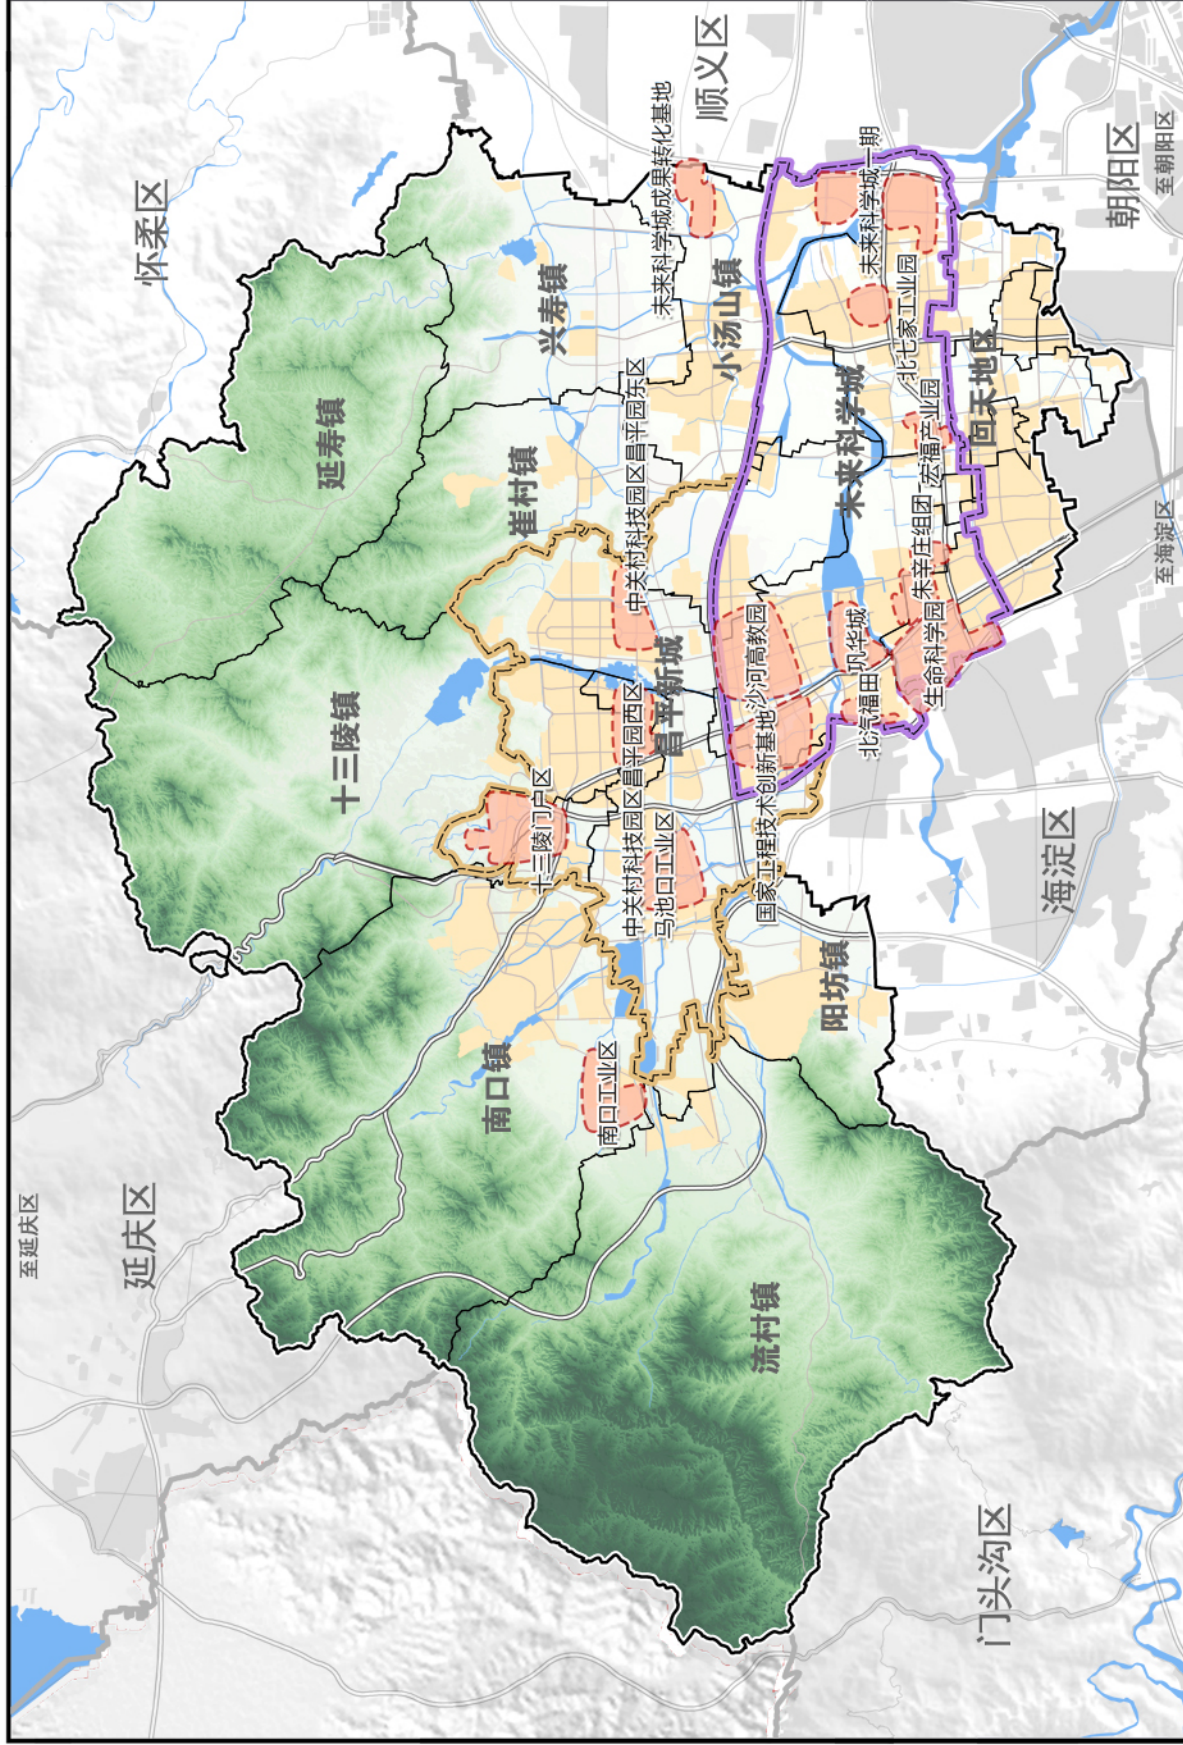 怀柔区
顺义区
朝阳区
至朝阳区
延庆区
至延庆区
海淀区
至海淀区
门头沟区
延寿镇
兴寿镇
崔村镇
十三陵镇
小汤山镇
南口镇
阳坊镇
流村镇
昌平新城
未来科学城
回天地区
未来科学城成果转化基地
未来科学城一期
北七家工业园
宏福产业园
朱辛庄组团
生命科学园
巩华城
北汽福田
沙河高教园
国家工程技术创新基地
中关村科技园区昌平园东区
中关村科技园区昌平园西区
马池口工业区
十三陵门户区
南口工业区